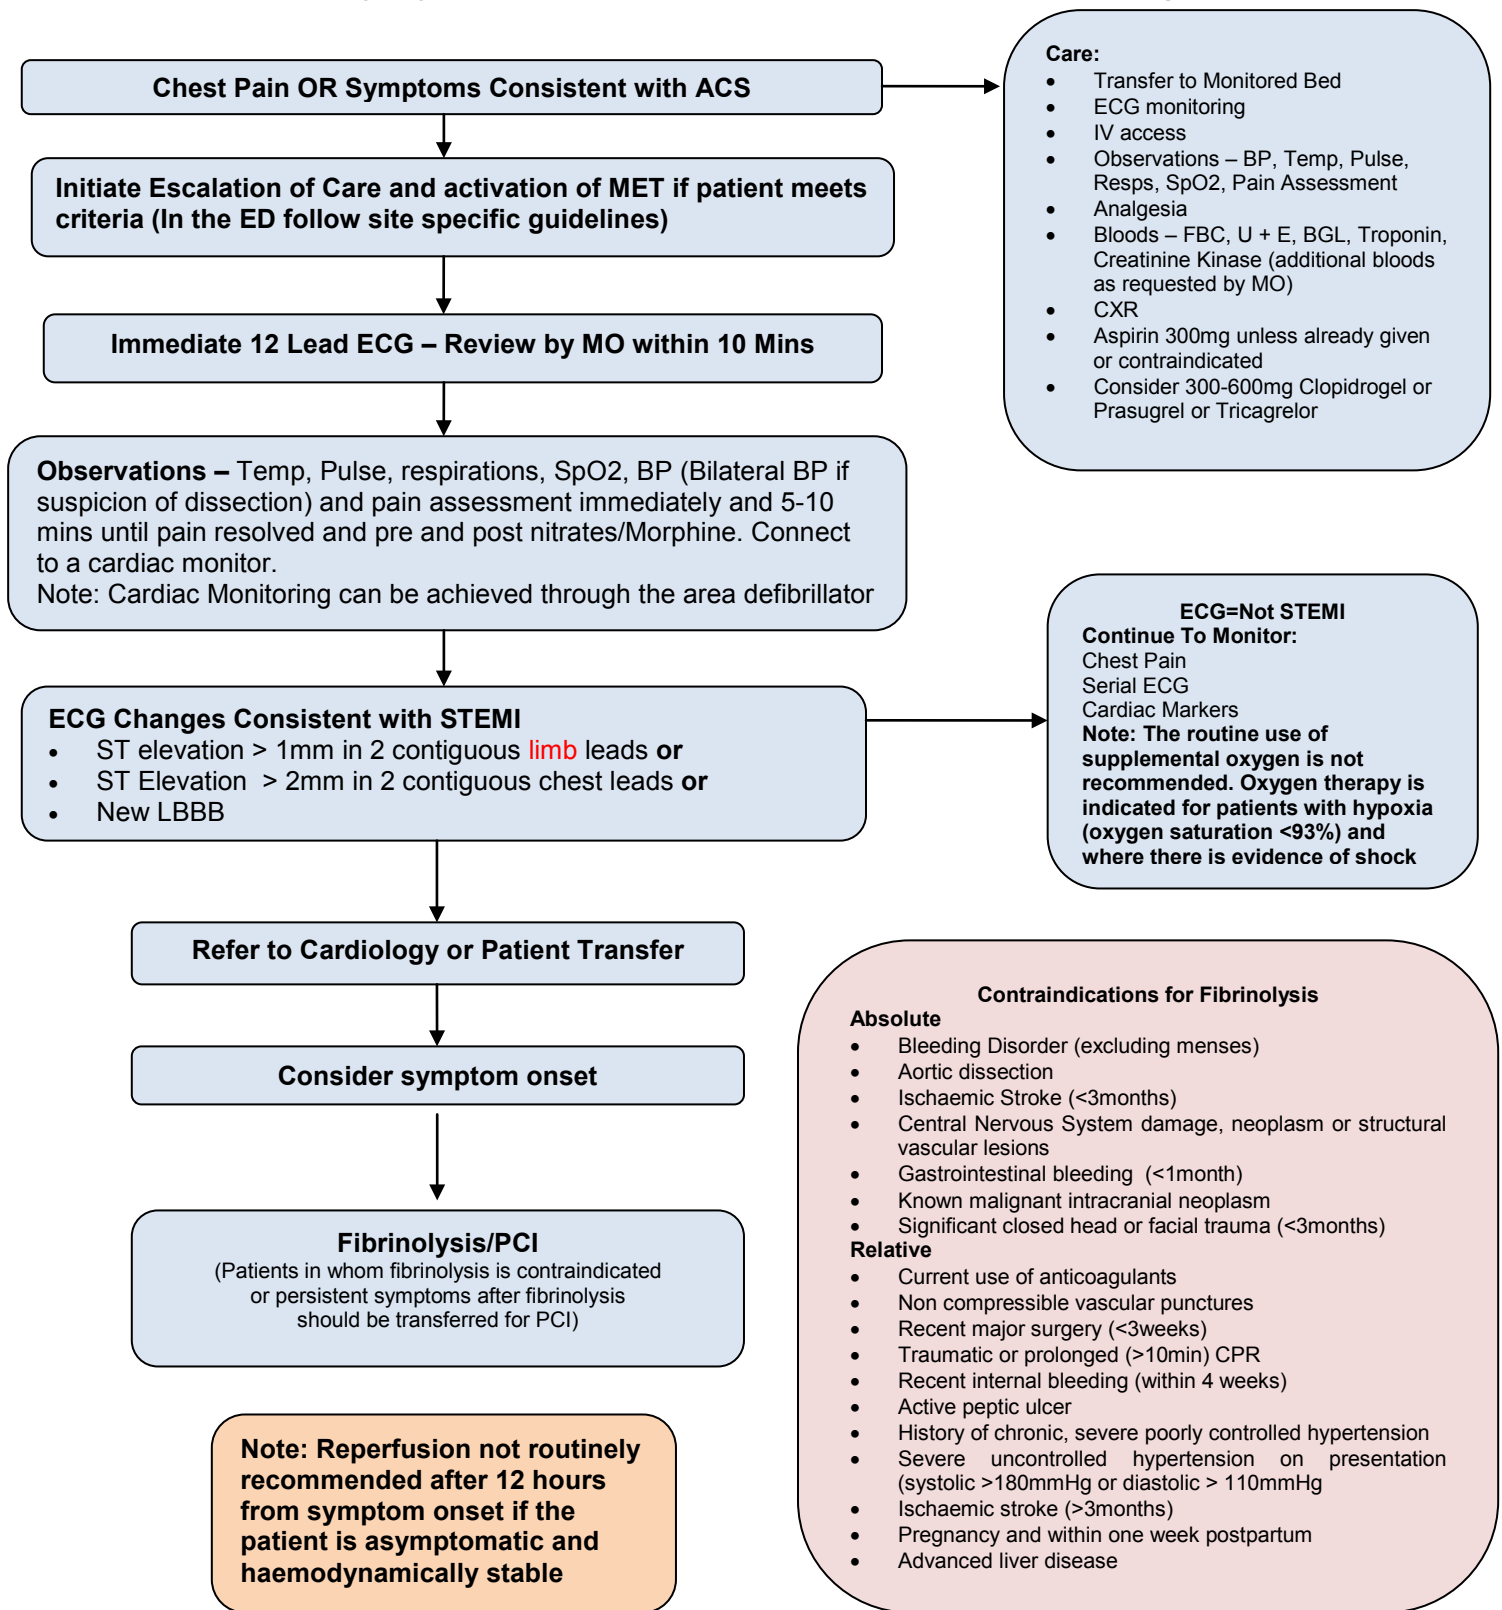 Chest Pain OR Symptoms Consistent with ACS
Initiate Escalation of Care and activation of MET if patient meets
criteria (In the ED follow site specific guidelines)
Immediate 12 Lead ECG – Review by MO within 10 Mins
Observations – Temp, Pulse, respirations, SpO2, BP (Bilateral BP if
suspicion of dissection) and pain assessment immediately and 5-10
mins until pain resolved and pre and post nitrates/Morphine. Connect
to a cardiac monitor.
Note: Cardiac Monitoring can be achieved through the area defibrillator
ECG Changes Consistent with STEMI
• ST elevation > 1mm in 2 contiguous limb leads or
• ST Elevation > 2mm in 2 contiguous chest leads or
• New LBBB
Refer to Cardiology or Patient Transfer
Consider symptom onset
Fibrinolysis/PCI
(Patients in whom fibrinolysis is contraindicated
or persistent symptoms after fibrinolysis
should be transferred for PCI)
Note: Reperfusion not routinely
recommended after 12 hours
from symptom onset if the
patient is asymptomatic and
haemodynamically stable
Care:
• Transfer to Monitored Bed
• ECG monitoring
• IV access
• Observations – BP, Temp, Pulse,
Resps, SpO2, Pain Assessment
• Analgesia
• Bloods – FBC, U + E, BGL, Troponin,
Creatinine Kinase (additional bloods
as requested by MO)
• CXR
• Aspirin 300mg unless already given
or contraindicated
• Consider 300-600mg Clopidrogel or
Prasugrel or Tricagrelor
ECG=Not STEMI
Continue To Monitor:
Chest Pain
Serial ECG
Cardiac Markers
Note: The routine use of
supplemental oxygen is not
recommended. Oxygen therapy is
indicated for patients with hypoxia
(oxygen saturation <93%) and
where there is evidence of shock
Contraindications for Fibrinolysis
Absolute
• Bleeding Disorder (excluding menses)
• Aortic dissection
• Ischaemic Stroke (<3months)
• Central Nervous System damage, neoplasm or structural
vascular lesions
• Gastrointestinal bleeding (<1month)
• Known malignant intracranial neoplasm
• Significant closed head or facial trauma (<3months)
Relative
• Current use of anticoagulants
• Non compressible vascular punctures
• Recent major surgery (<3weeks)
• Traumatic or prolonged (>10min) CPR
• Recent internal bleeding (within 4 weeks)
• Active peptic ulcer
• History of chronic, severe poorly controlled hypertension
• Severe uncontrolled hypertension on presentation
(systolic >180mmHg or diastolic > 110mmHg
• Ischaemic stroke (>3months)
• Pregnancy and within one week postpartum
• Advanced liver disease